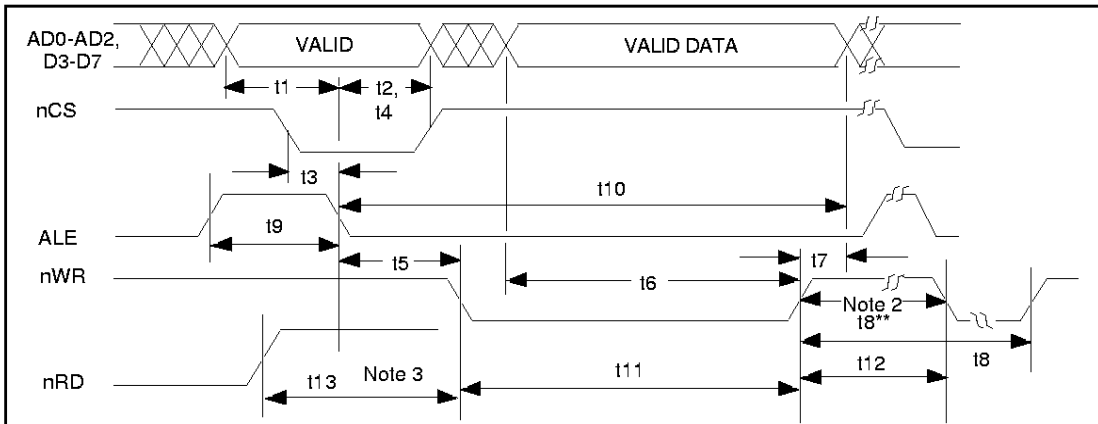 AD0-AD2,
D3-D7
VALID
VALID DATA
t1
t2,
t4
nCS
t3
t10
t9
ALE
t5
t7
nWR
t6
Note 2
t8**
t8
nRD
t13
Note 3
t11
t12